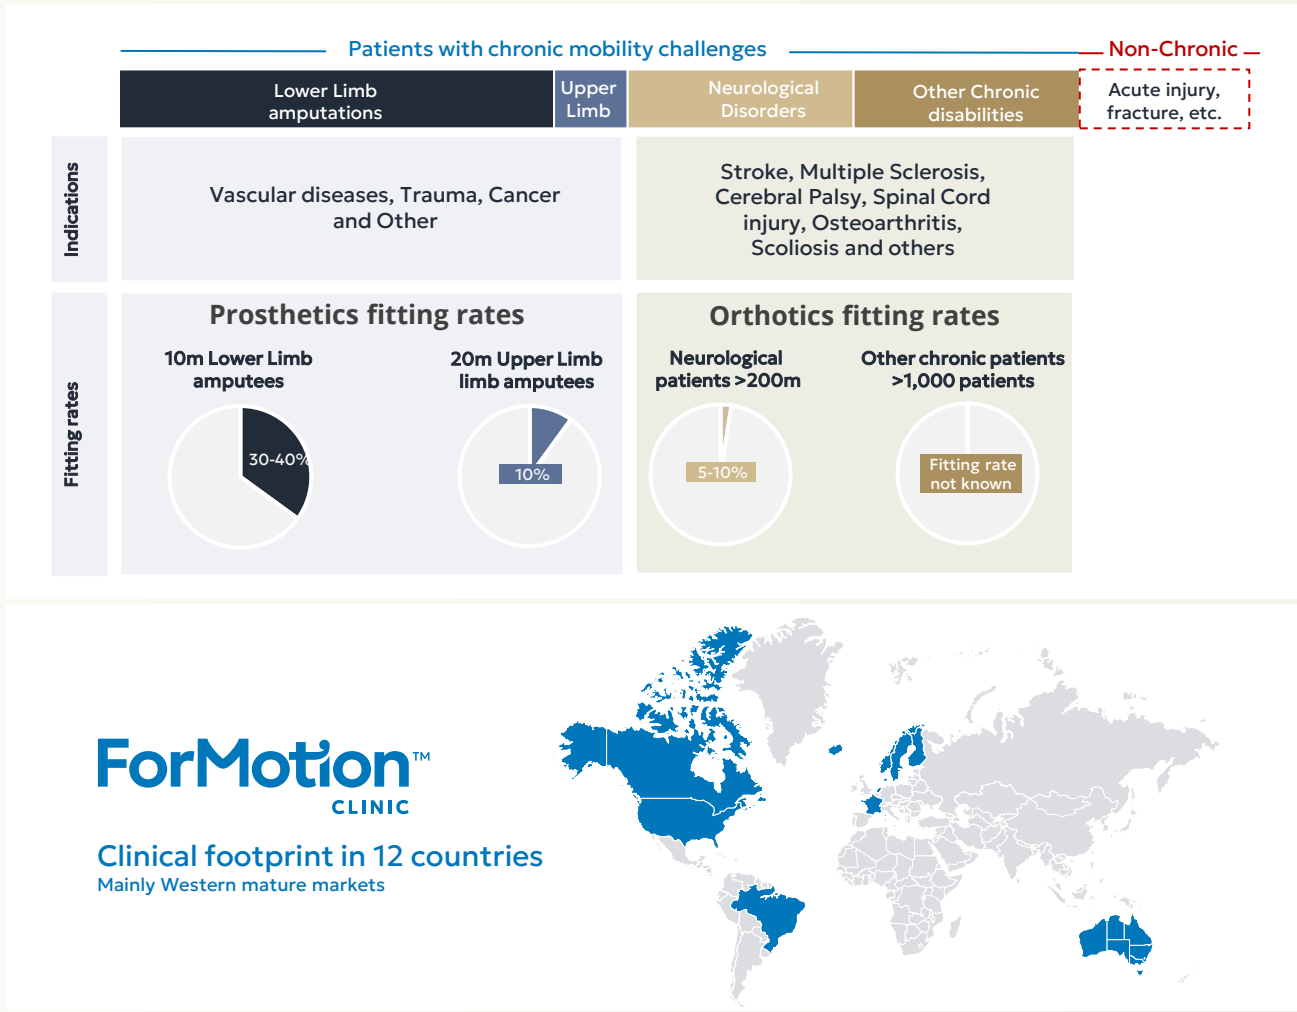 Patients with chronic mobility challenges
Non-Chronic
Lower Limb
amputations
Upper
Limb
Neurological
Disorders
Other Chronic
disabilities
Acute injury,
fracture, etc.
Indications
Vascular diseases, Trauma, Cancer
and Other
Stroke, Multiple Sclerosis,
Cerebral Palsy, Spinal Cord
injury, Osteoarthritis,
Scoliosis and others
Fitting rates
Prosthetics fitting rates
10m Lower Limb
amputees
30-40%
20m Upper Limb
limb amputees
10%
Orthotics fitting rates
Neurological
patients >200m
5-10%
Other chronic patients
>1,000 patients
Fitting rate
not known
ForMotion™
CLINIC
Clinical footprint in 12 countries
Mainly Western mature markets